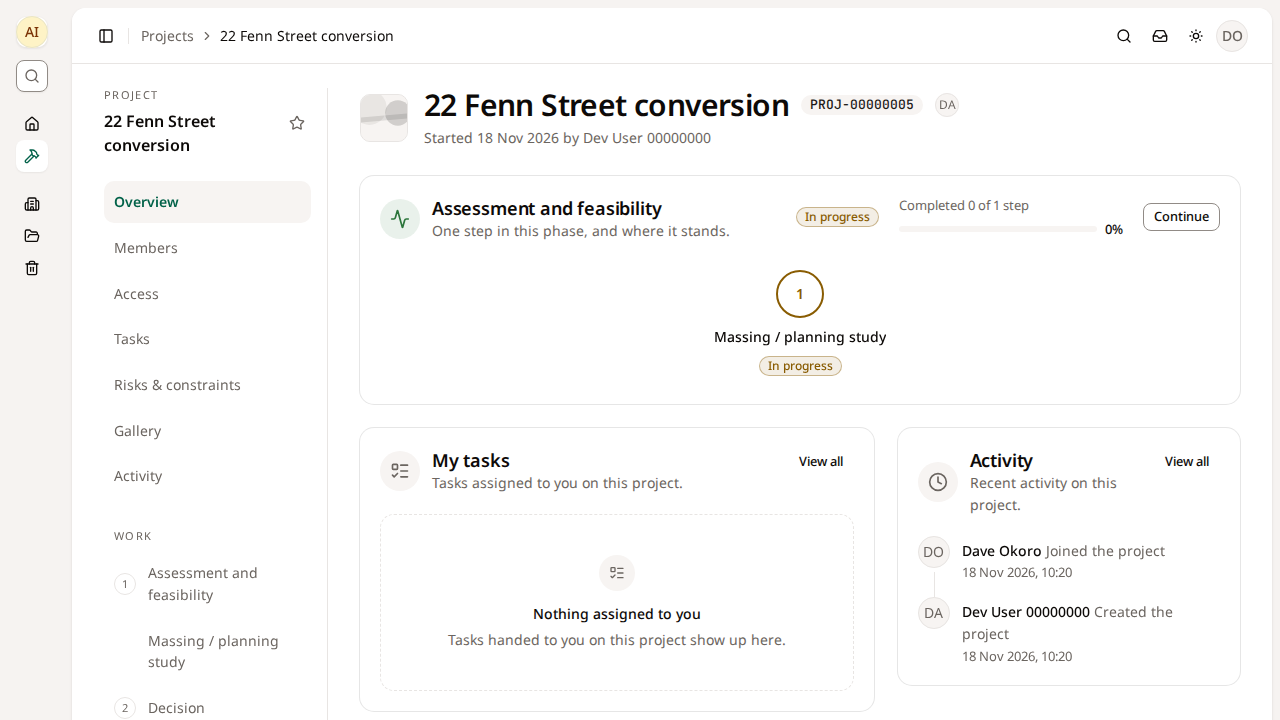 AI
Projects
22 Fenn Street conversion
DO
PROJECT
22 Fenn Street
conversion
Overview
Members
Access
Tasks
Risks & constraints
Gallery
Activity
WORK
1
Assessment and
feasibility
Massing / planning
study
2
Decision
22 Fenn Street conversion
PROJ-00000005
DA
Started 18 Nov 2026 by Dev User 00000000
Assessment and feasibility
One step in this phase, and where it stands.
In progress
Completed 0 of 1 step
0%
Continue
1
Massing / planning study
In progress
My tasks
Tasks assigned to you on this project.
View all
Nothing assigned to you
Tasks handed to you on this project show up here.
Activity
Recent activity on this
project.
View all
DO
Dave Okoro Joined the project
18 Nov 2026, 10:20
DA
Dev User 00000000 Created the
project
18 Nov 2026, 10:20